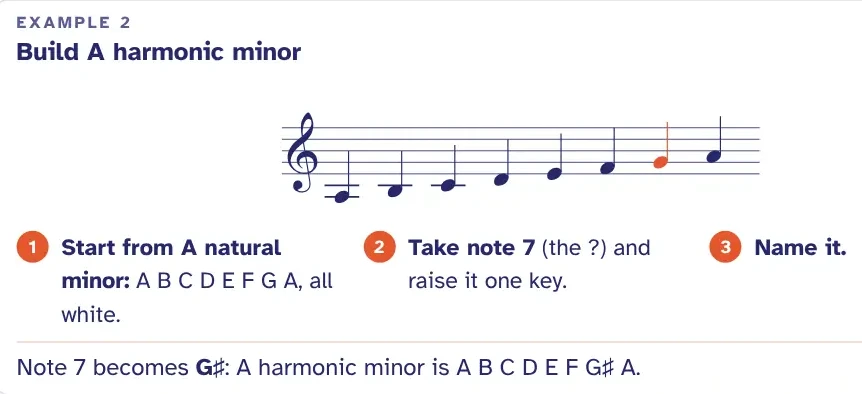 EXAMPLE 2
Build A harmonic minor
1 Start from A natural
minor: A B C D E F G A, all
white.
2 Take note 7 (the ?) and
raise it one key.
3 Name it.
Note 7 becomes G♯: A harmonic minor is A B C D E F G♯ A.